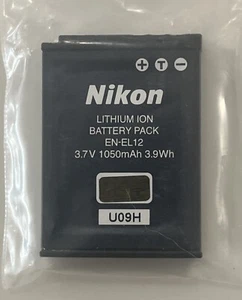 + T -
Nikon
LITHIUM ION
BATTERY PACK
EN-EL12
3.7V 1050mAh 3.9Wh
U09H